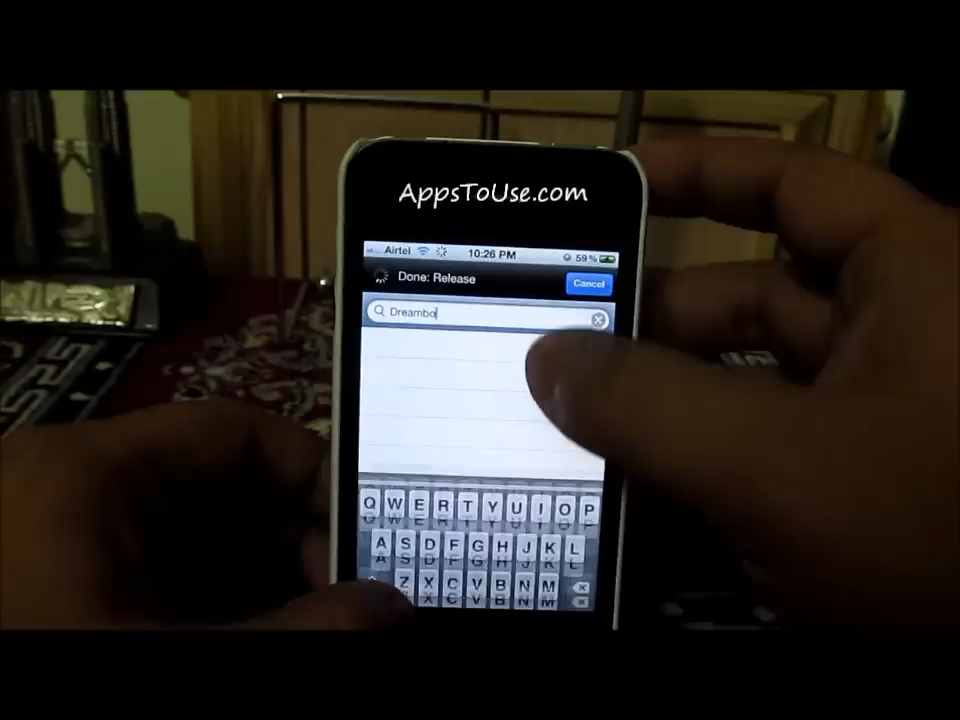 AppsToUse.com
Airtel 10:26 PM 59%
Done: Release Cancel
Dreambo
Q W E R T Y U I O P
A S D F G H J K L
Z X C V B N M